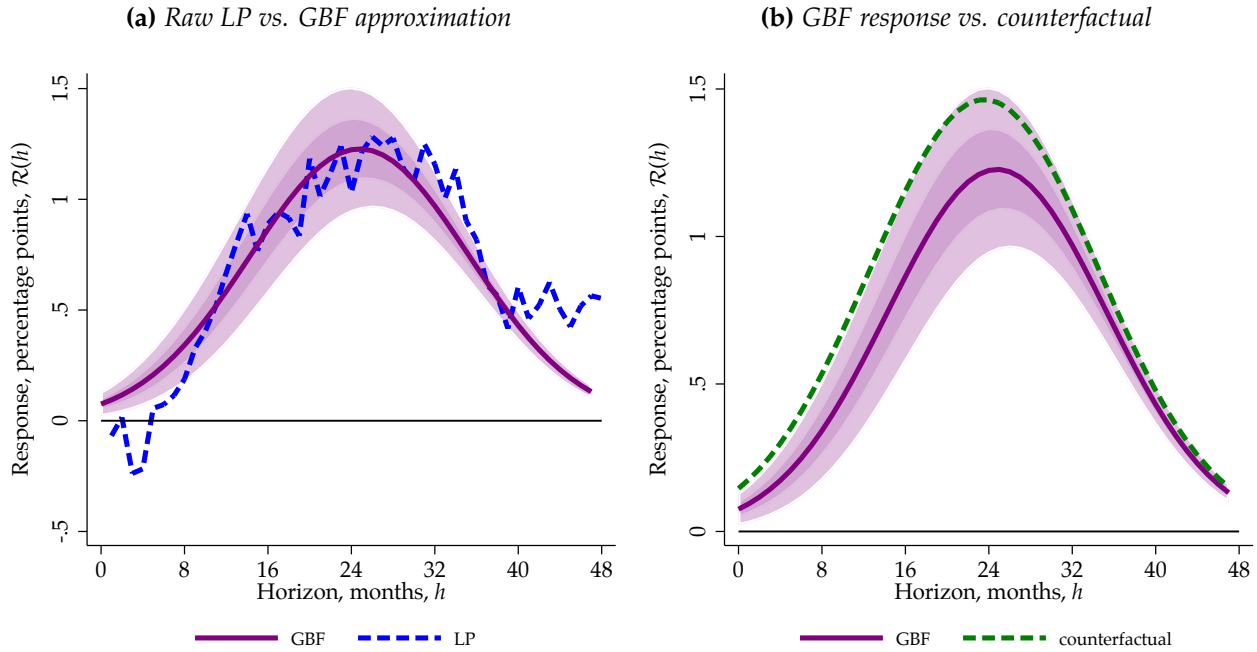 (a) Raw LP vs. GBF approximation
Response, percentage points, R(h)
1.5
1
.5
0
-.5
0 8 16 24 32 40 48
Horizon, months, h
GBF LP
(b) GBF response vs. counterfactual
Response, percentage points, R(h)
1.5
1
.5
0
0 8 16 24 32 40 48
Horizon, months, h
GBF counterfactual